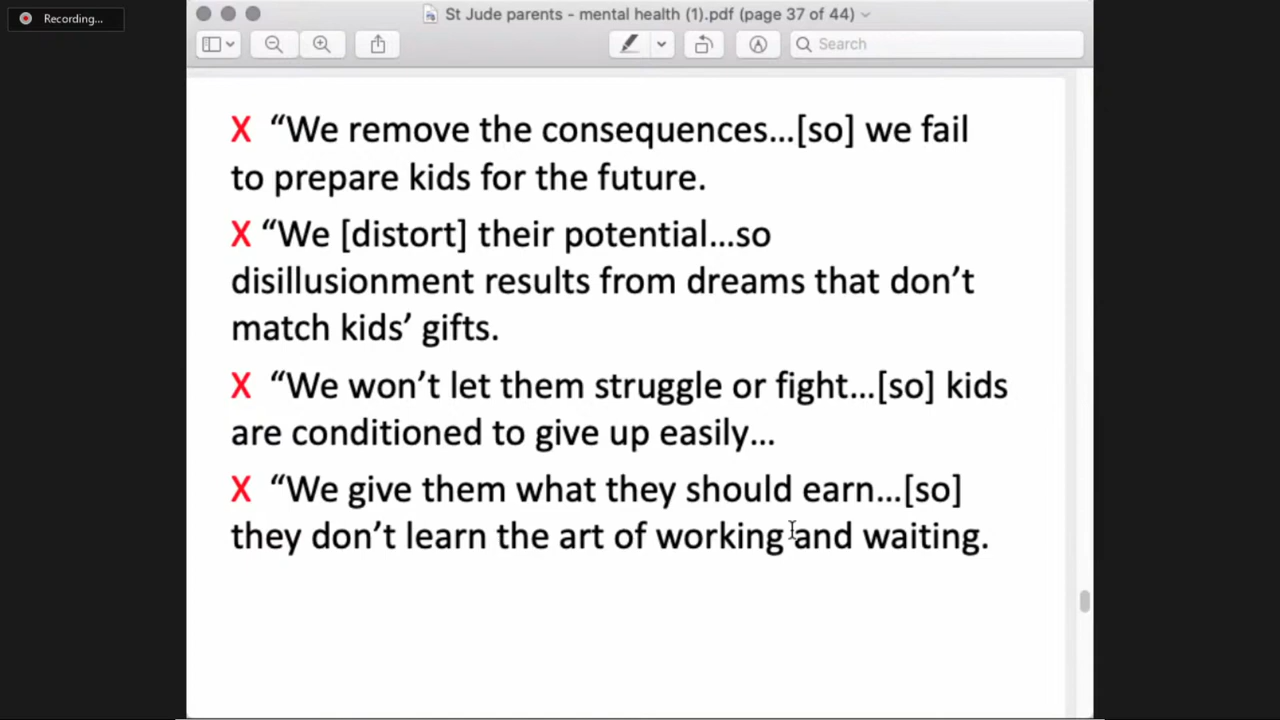 Recording...
St Jude parents - mental health (1).pdf (page 37 of 44)
Search
X “We remove the consequences...[so] we fail
to prepare kids for the future.
X “We [distort] their potential...so
disillusionment results from dreams that don’t
match kids’ gifts.
X “We won’t let them struggle or fight...[so] kids
are conditioned to give up easily...
X “We give them what they should earn...[so]
they don’t learn the art of working and waiting.